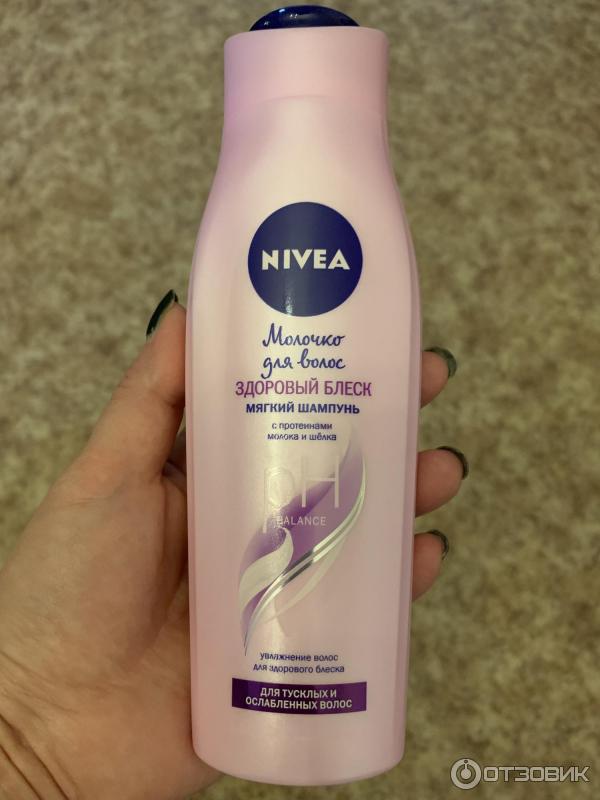 NIVEA
Молочко
для волос
ЗДОРОВЫЙ БЛЕСК
МЯГКИЙ ШАМПУНЬ
с протеинами
молока и шёлка
pH
BALANCE
увлажнение волос
для здорового блеска
ДЛЯ ТУСКЛЫХ И
ОСЛАБЛЕННЫХ ВОЛОС
ОТЗОВИК